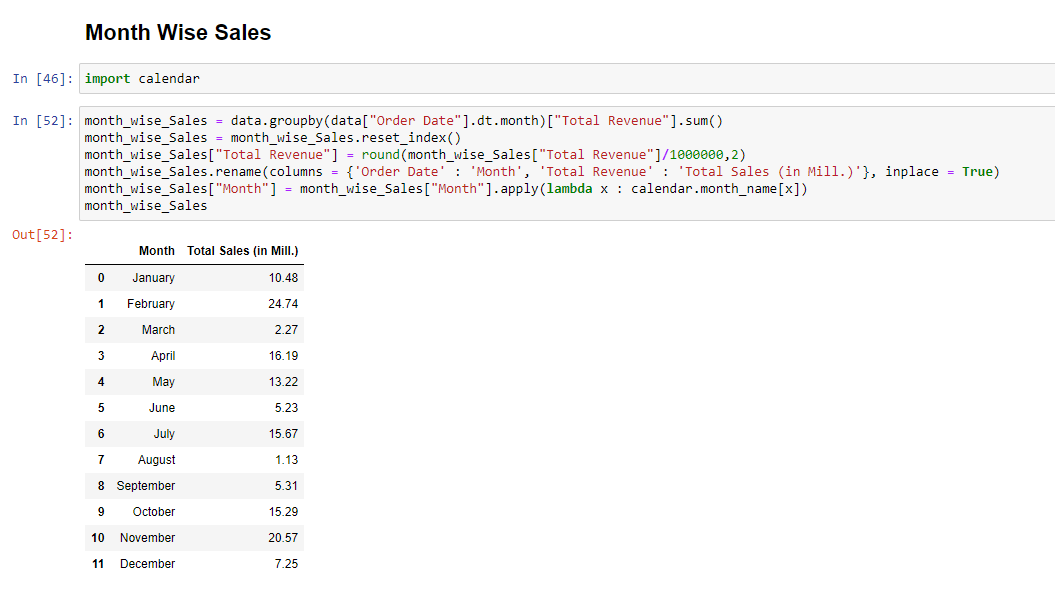 Month Wise Sales
In [46]: import calendar
In [52]: month_wise_Sales = data.groupby(data["Order Date"].dt.month)["Total Revenue"].sum()
month_wise_Sales = month_wise_Sales.reset_index()
month_wise_Sales["Total Revenue"] = round(month_wise_Sales["Total Revenue"]/1000000,2)
month_wise_Sales.rename(columns = {'Order Date' : 'Month', 'Total Revenue' : 'Total Sales (in Mill.)'}, inplace = True)
month_wise_Sales["Month"] = month_wise_Sales["Month"].apply(lambda x : calendar.month_name[x])
month_wise_Sales
Out[52]:
Month Total Sales (in Mill.)
0 January 10.48
1 February 24.74
2 March 2.27
3 April 16.19
4 May 13.22
5 June 5.23
6 July 15.67
7 August 1.13
8 September 5.31
9 October 15.29
10 November 20.57
11 December 7.25